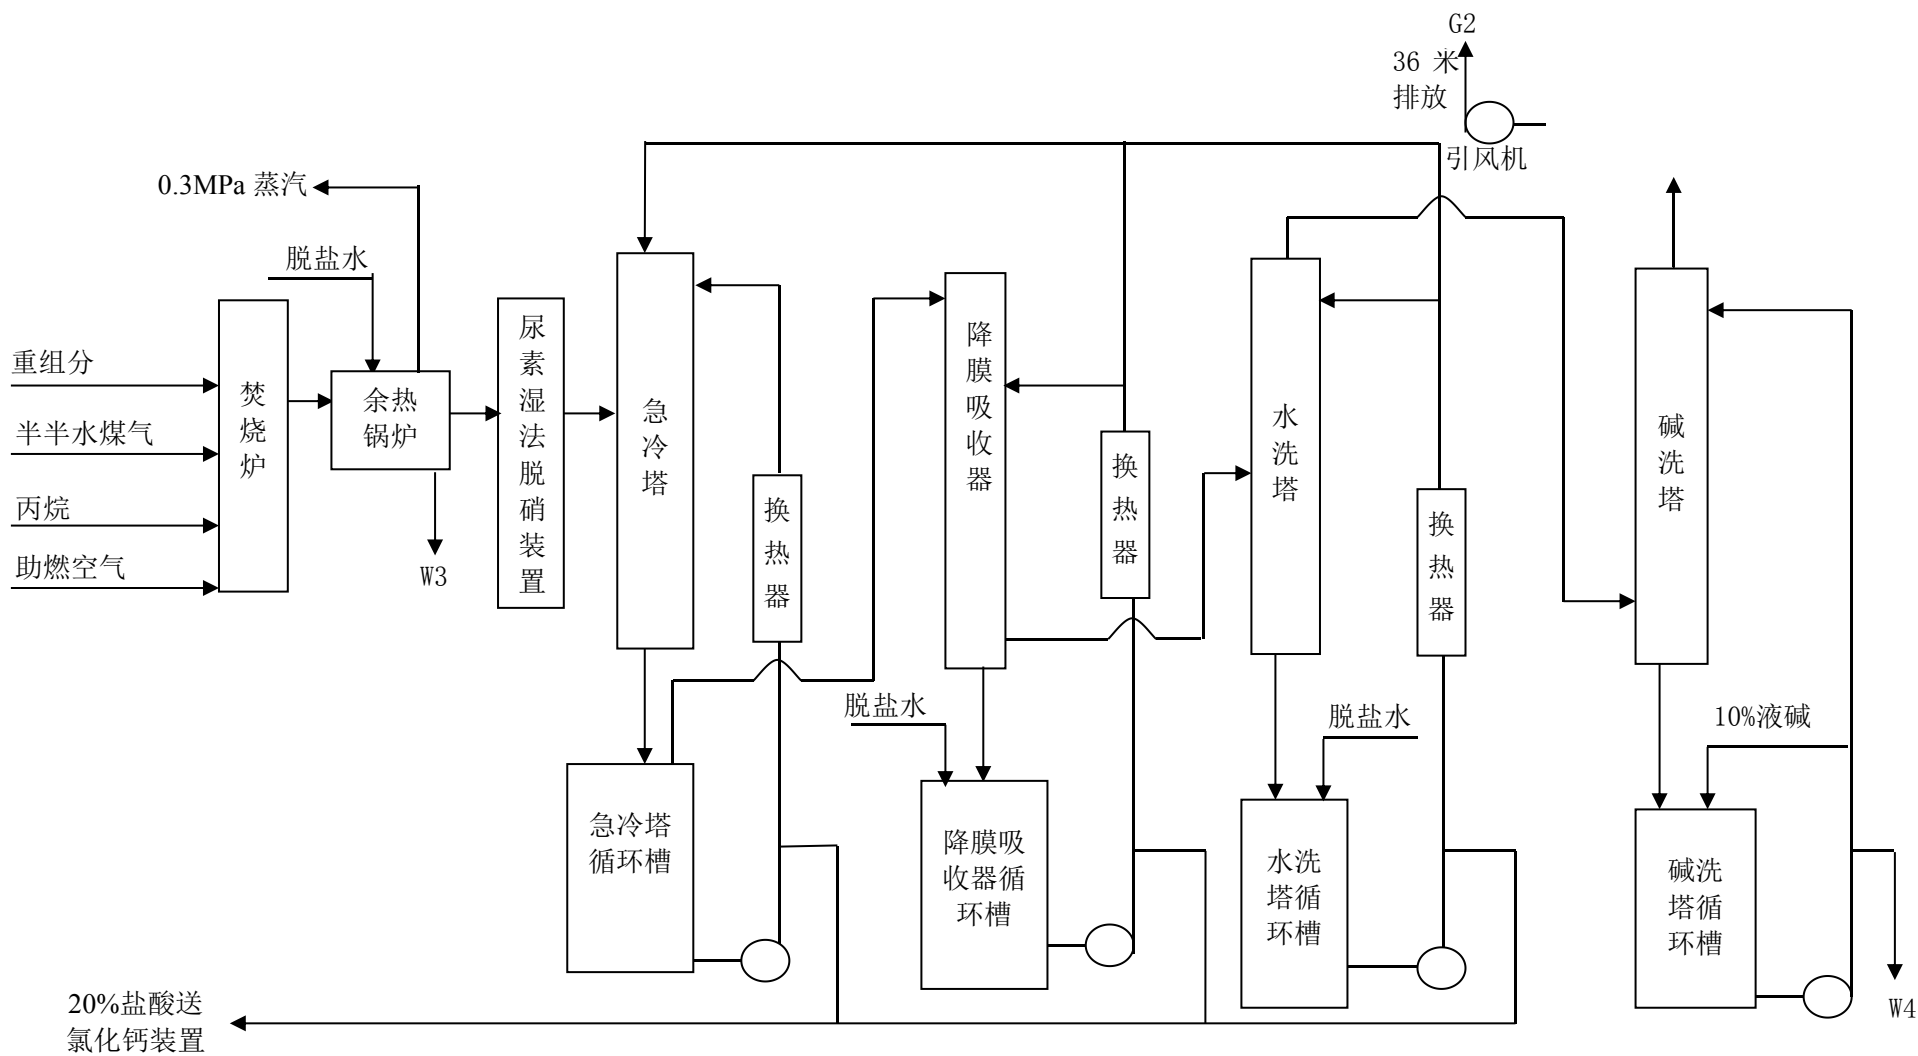 G2
36 米
排放
引风机
0.3MPa 蒸汽
脱盐水
重组分
半半水煤气
丙烷
助燃空气
焚烧炉
余热
锅炉
W3
尿素湿法脱硝装置
急冷塔
换热器
降膜吸收器
换热器
水洗塔
换热器
碱洗塔
脱盐水
脱盐水
10%液碱
急冷塔
循环槽
降膜吸
收器循
环槽
水洗
塔循
环槽
碱洗
塔循
环槽
W4
20%盐酸送
氯化钙装置